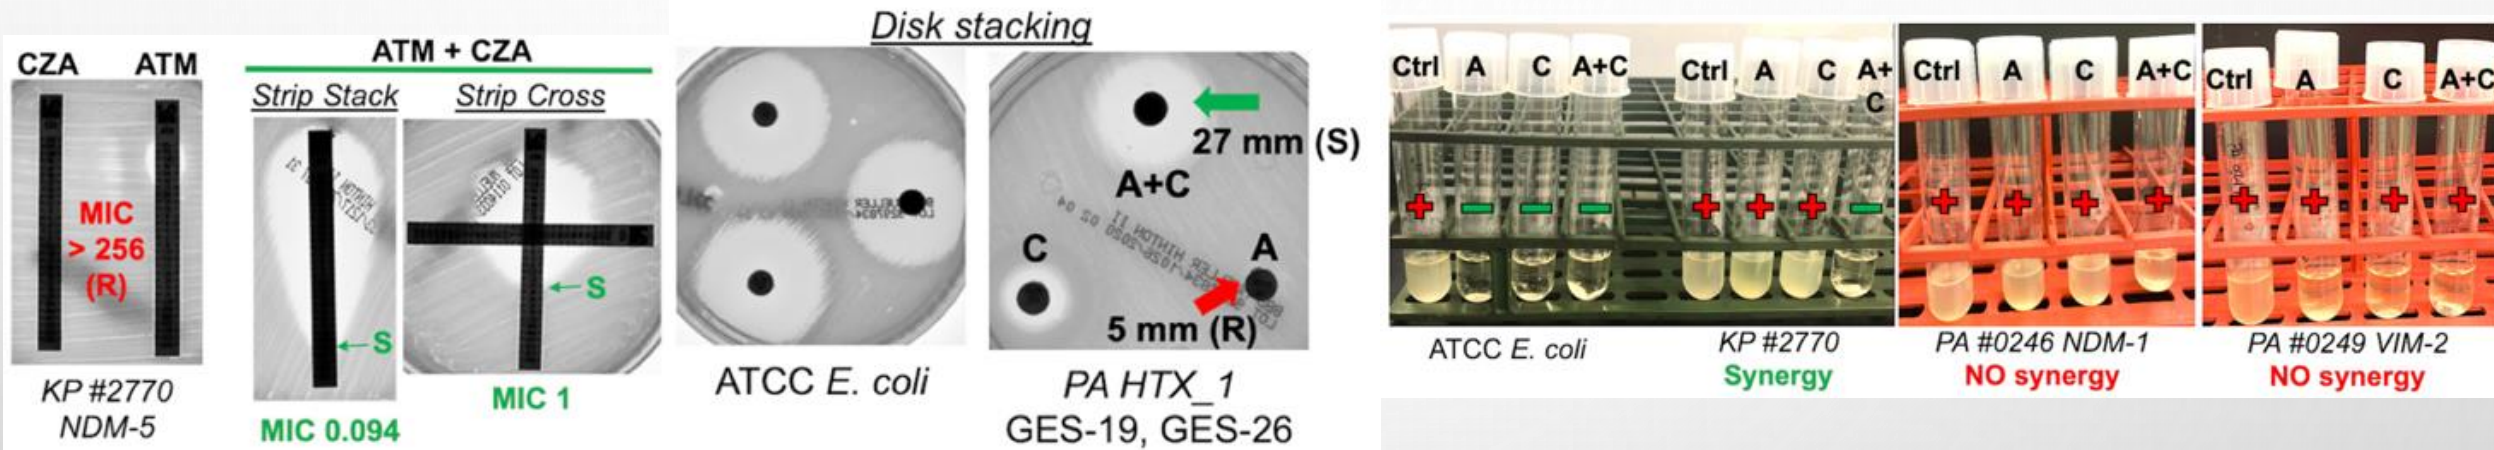 CZA ATM
MIC
> 256
(R)
KP #2770
NDM-5
ATM + CZA
Strip Stack
Strip Cross
S
MIC 0.094
S
MIC 1
Disk stacking
ATCC E. coli
27 mm (S)
A+C
C
A
5 mm (R)
PA HTX_1
GES-19, GES-26
Ctrl A C A+C
+ − − −
ATCC E. coli
Ctrl A C A+
C
+ + + −
KP #2770
Synergy
Ctrl A C A+C
+ + + +
PA #0246 NDM-1
NO synergy
Ctrl A C A+C
+ + + +
PA #0249 VIM-2
NO synergy